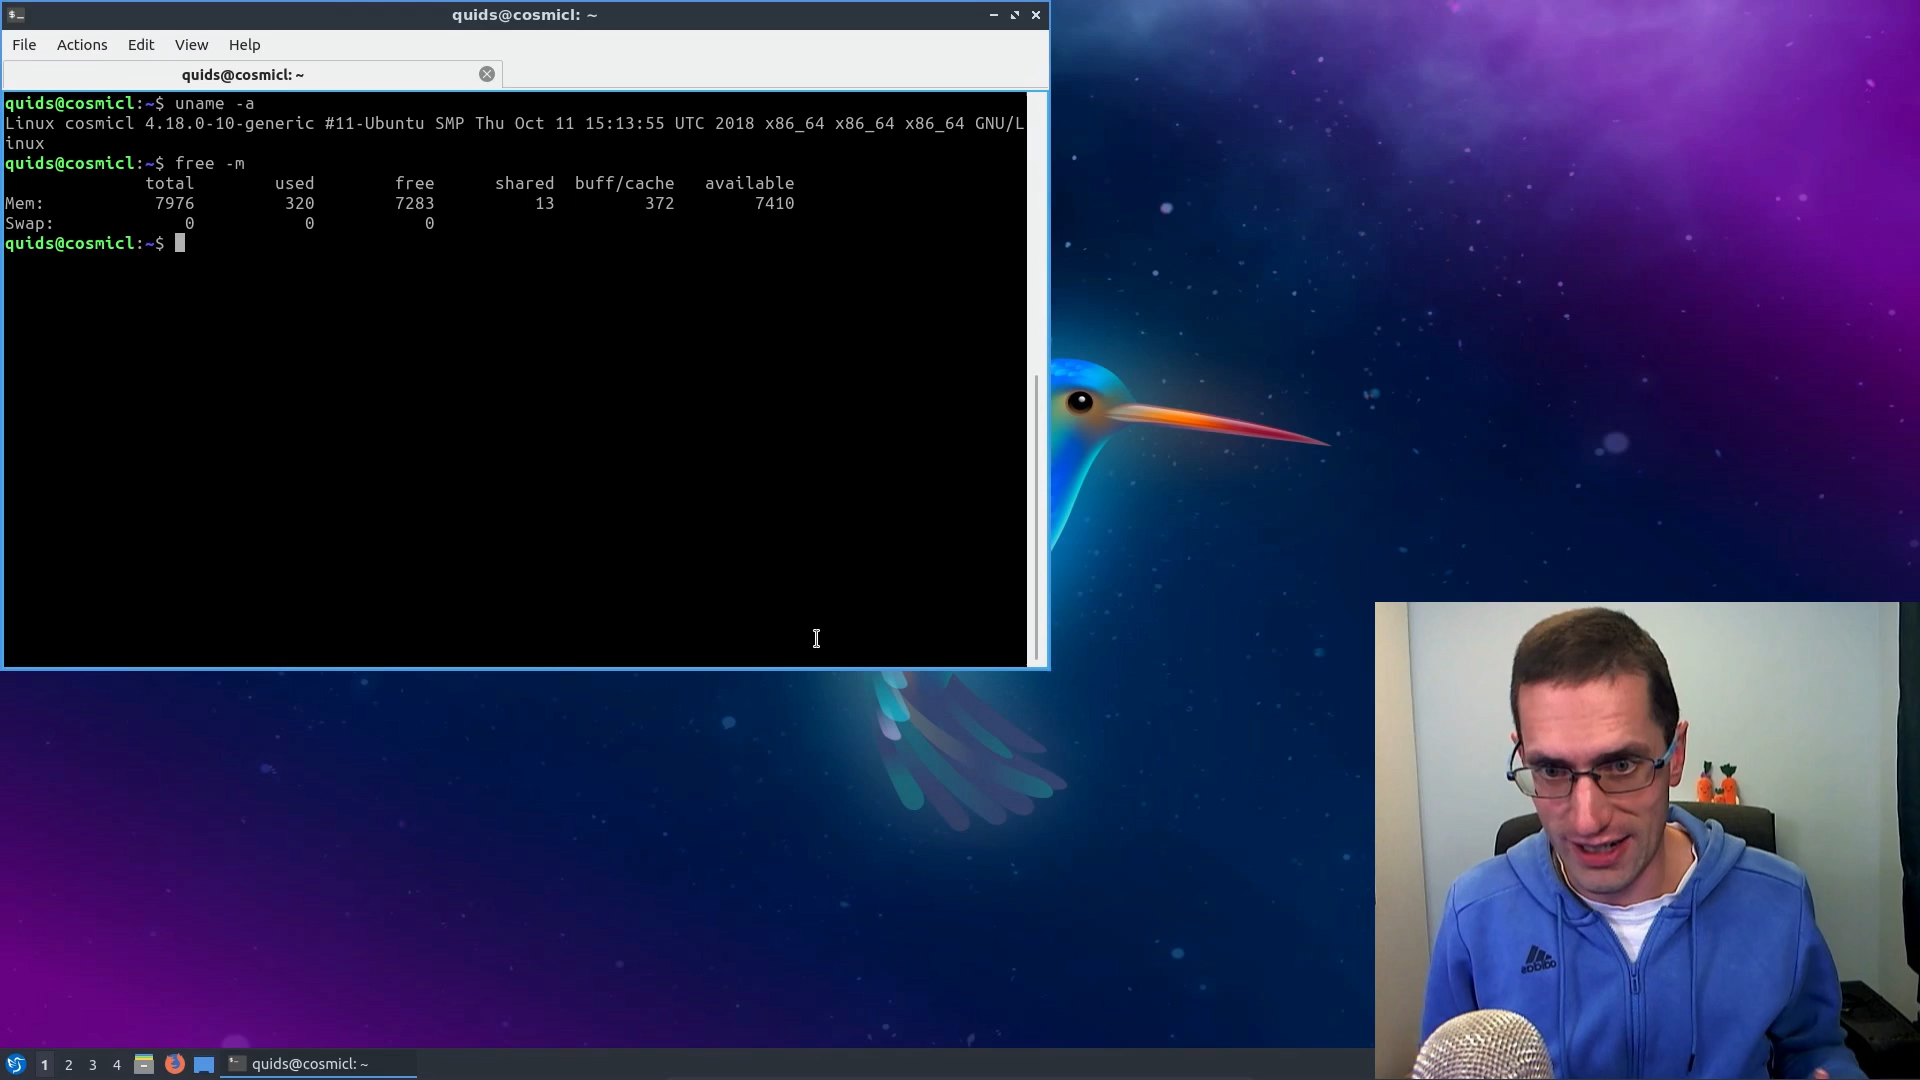 quids@cosmicl: ~
File Actions Edit View Help
quids@cosmicl: ~
quids@cosmicl:~$ uname -a
Linux cosmicl 4.18.0-10-generic #11-Ubuntu SMP Thu Oct 11 15:13:55 UTC 2018 x86_64 x86_64 x86_64 GNU/L
inux
quids@cosmicl:~$ free -m
total used free shared buff/cache available
Mem: 7976 320 7283 13 372 7410
Swap: 0 0 0
quids@cosmicl:~$
adidas
1 2 3 4 quids@cosmicl: ~